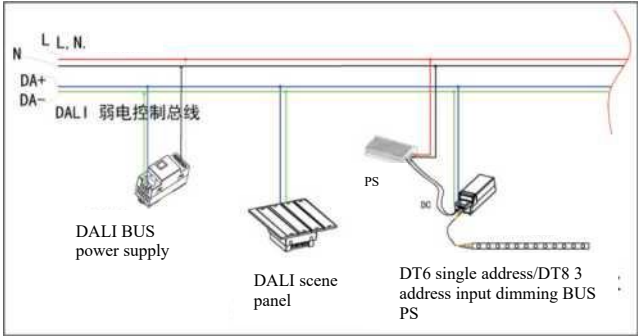 L L, N.
N
DA+
DA-
DALI 弱电控制总线
PS
DC
DALI BUS
power supply
DALI scene
panel
DT6 single address/DT8 3
address input dimming BUS
PS